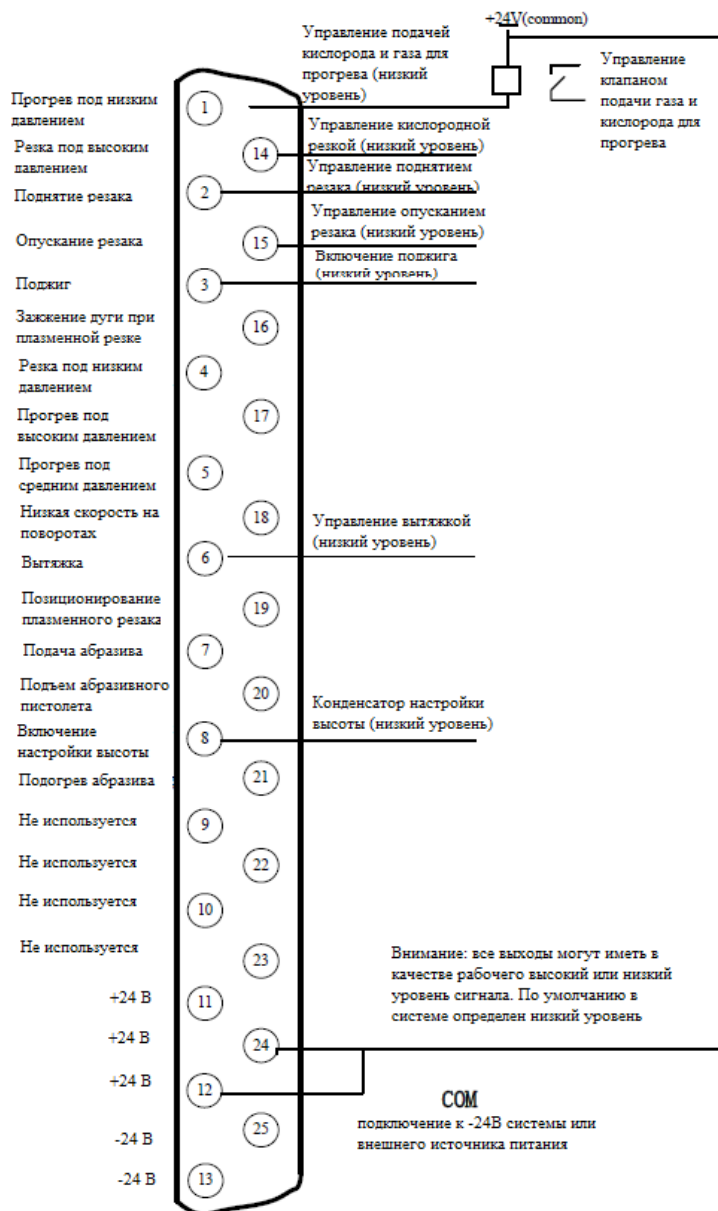 +24V(common)
Управление подачей
кислорода и газа для
прогрева (низкий
уровень)
Управление
клапаном
подачи газа и
кислорода для
прогрева
Прогрев под низким
давлением
1
Резка под высоким
давлением
14
Управление кислородной
резкой (низкий уровень)
Поднятие резака
2
Управление поднятием
резака (низкий уровень)
Опускание резака
15
Управление опусканием
резака (низкий уровень)
Поджиг
3
Включение поджига
(низкий уровень)
Зажжение дуги при
плазменной резке
16
Резка под низким
давлением
4
Прогрев под
высоким давлением
17
Прогрев под
средним давлением
5
Низкая скорость на
поворотах
18
Вытяжка
6
Управление вытяжкой
(низкий уровень)
Позиционирование
плазменного резака
19
Подача абразива
7
Подъем абразивного
пистолета
20
Включение
настройки высоты
8
Конденсатор настройки
высоты (низкий уровень)
Подогрев абразива
21
Не используется
9
Не используется
22
Не используется
10
Не используется
23
Внимание: все выходы могут иметь в
качестве рабочего высокий или низкий
уровень сигнала. По умолчанию в
системе определен низкий уровень
+24 В
11
+24 В
24
+24 В
12
COM
подключение к -24В системы или
внешнего источника питания
-24 В
25
-24 В
13